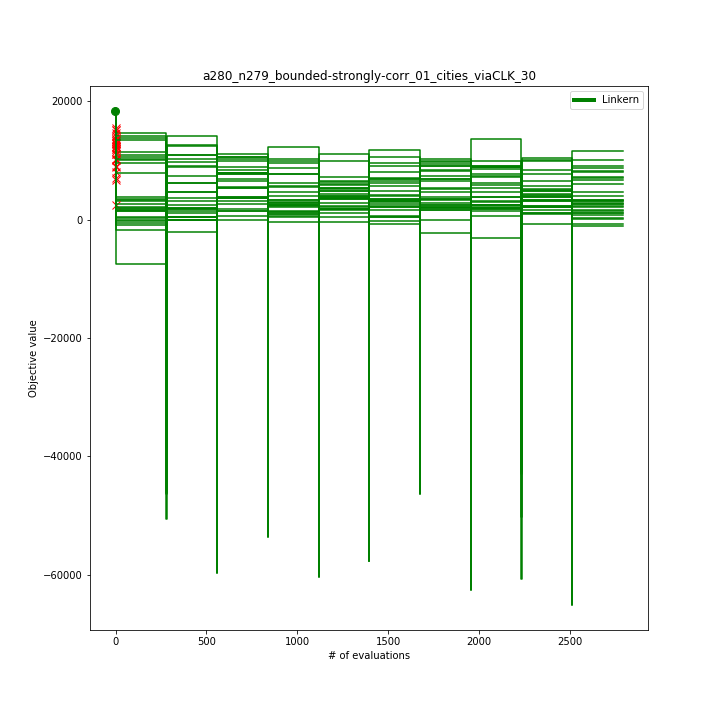 a280_n279_bounded-strongly-corr_01_cities_viaCLK_30
Linkern
20000
0
−20000
−40000
−60000
Objective value
0 500 1000 1500 2000 2500
# of evaluations